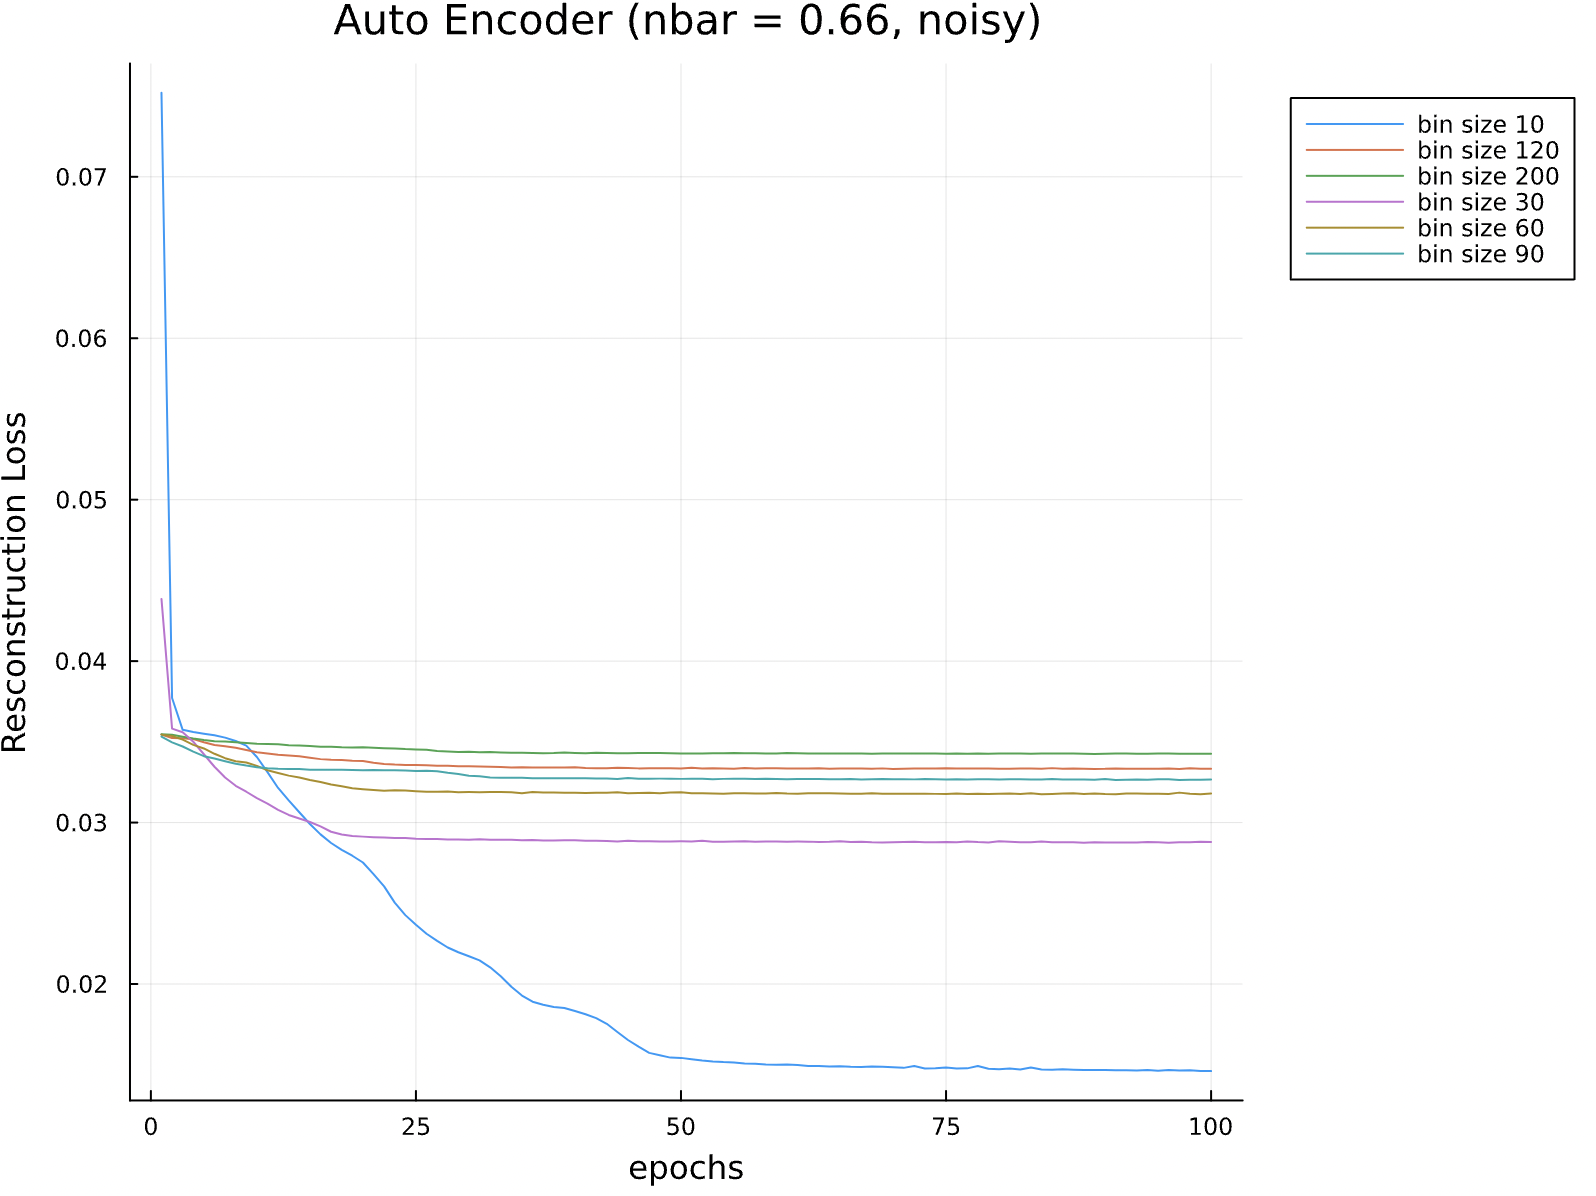 Auto Encoder (nbar = 0.66, noisy)
bin size 10
bin size 120
bin size 200
bin size 30
bin size 60
bin size 90
Resconstruction Loss
0.07
0.06
0.05
0.04
0.03
0.02
0 25 50 75 100
epochs